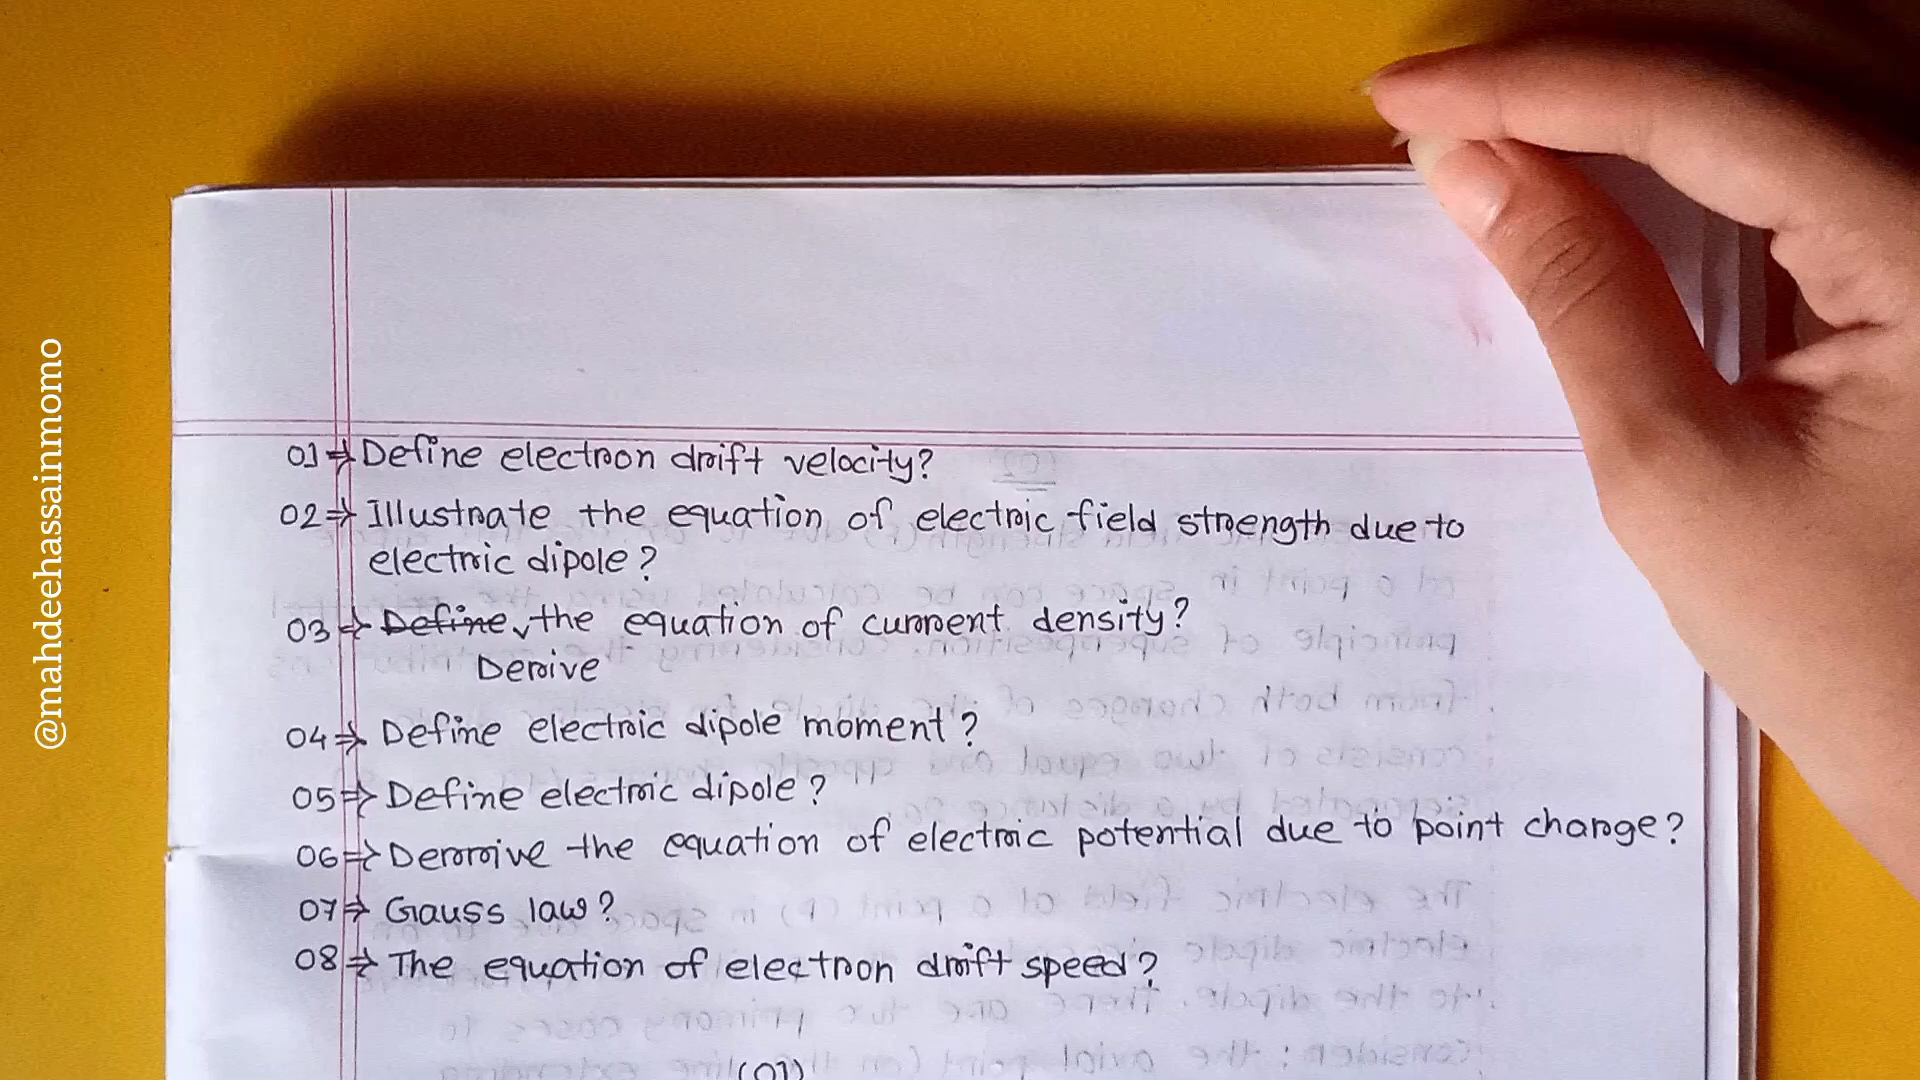 @mahdeehassainmomo
01⇒ Define electron drift velocity?
02⇒ Illustrate the equation of electric field strength due to
electric dipole?
03⇒ Define, the equation of current density?
Derive
04⇒ Define electric dipole moment?
05⇒ Define electric dipole?
06⇒ Derrive the equation of electric potential due to point charge?
07⇒ Gauss law?
08⇒ The equation of electron drift speed?
(01)